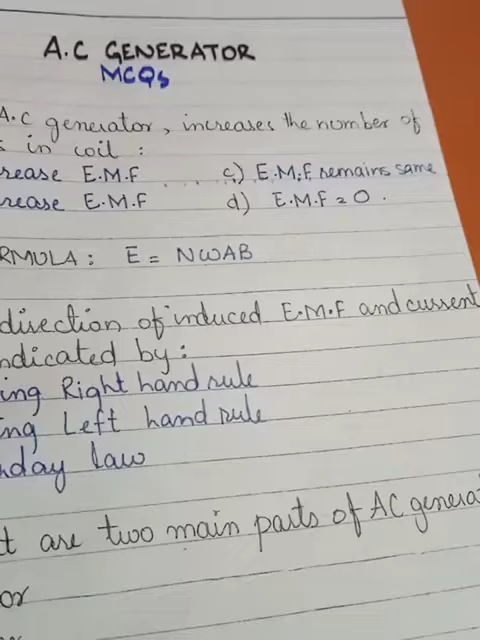 A.C GENERATOR
MCQs
A.C generator, increases the number of
in coil :
rease E.M.F ... c) E.M.F. remains same
rease E.M.F d) E.M.F = 0 .
RMULA : E = NωAB
direction of induced E.M.F and current
ndicated by :
ing Right hand rule
ing Left hand rule
aday law
t are two main parts of AC genera
or